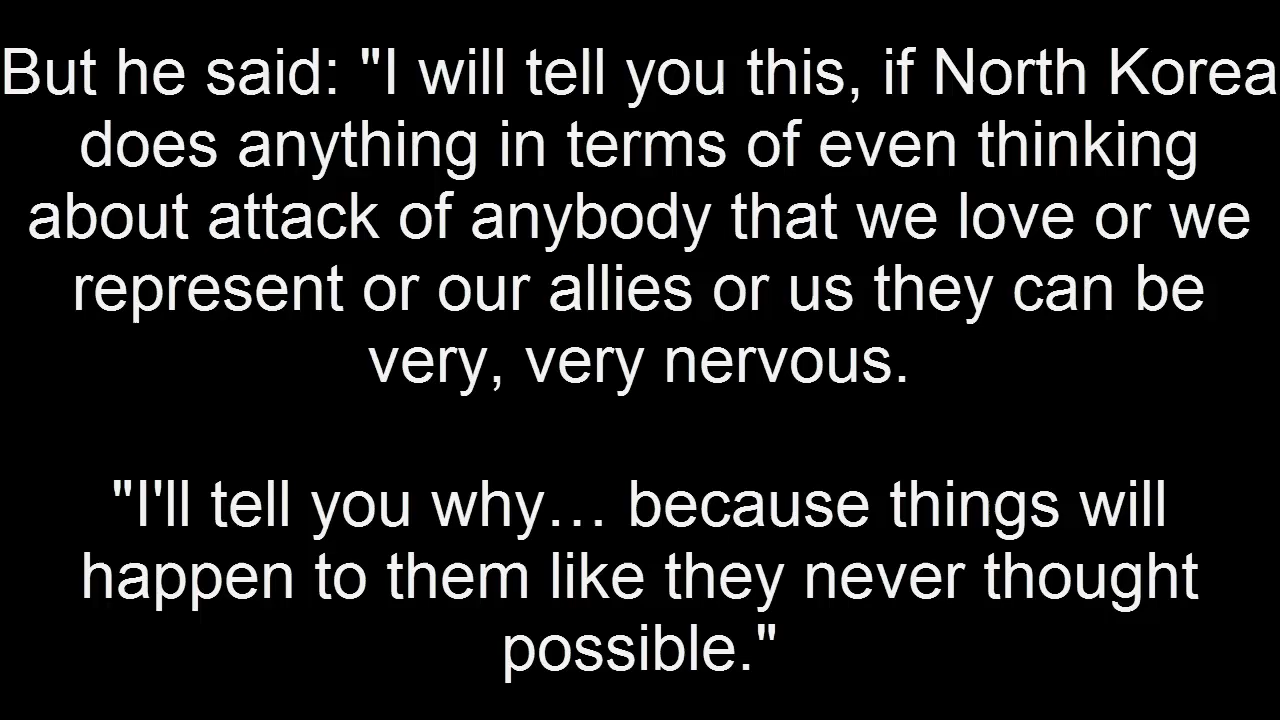 But he said: "I will tell you this, if North Korea
does anything in terms of even thinking
about attack of anybody that we love or we
represent or our allies or us they can be
very, very nervous.
"I'll tell you why… because things will
happen to them like they never thought
possible."